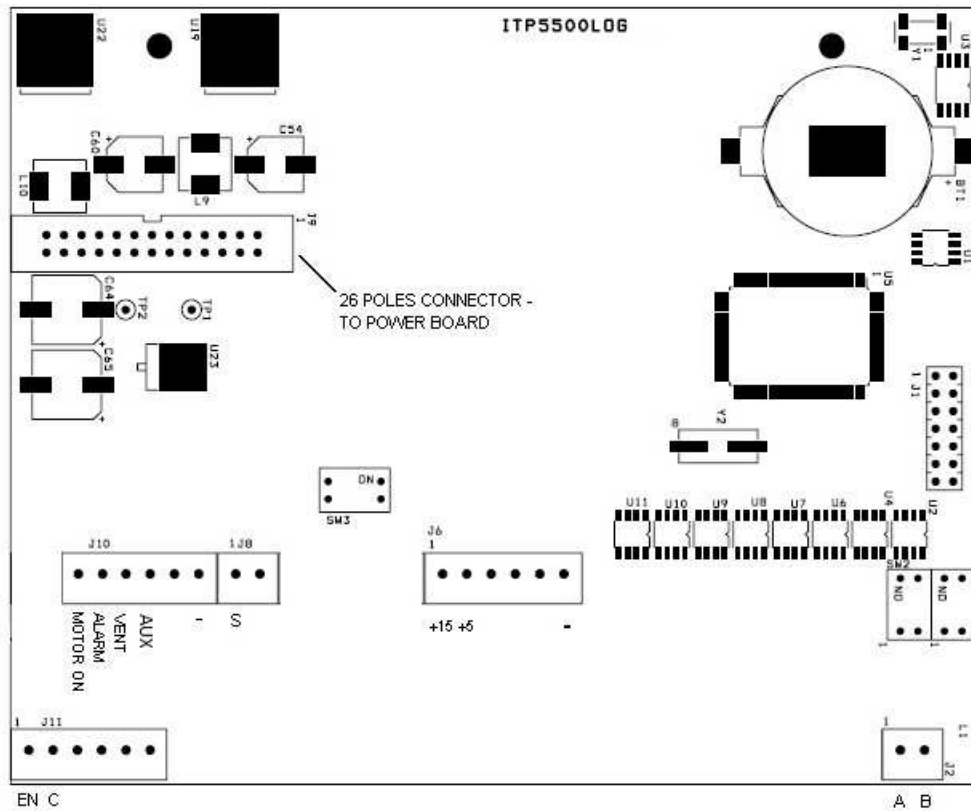 ITP5500LOG
U22
U19
Y1
1
U3
C60
C54
L10
L9
J9
1
BT1
U1
C64
TP2
TP1
26 POLES CONNECTOR -
TO POWER BOARD
U5
1
C65
U23
1 J1
Y2
8
ON
SW3
U11 U10 U9 U8 U7 U6 U4 U2
J10
1J8
J6
1
SW2
ON
ON
1
1
MOTOR ON
ALARM
VENT
AUX
-
S
+15 +5
-
1 J11
1
L1
J2
EN C
A B